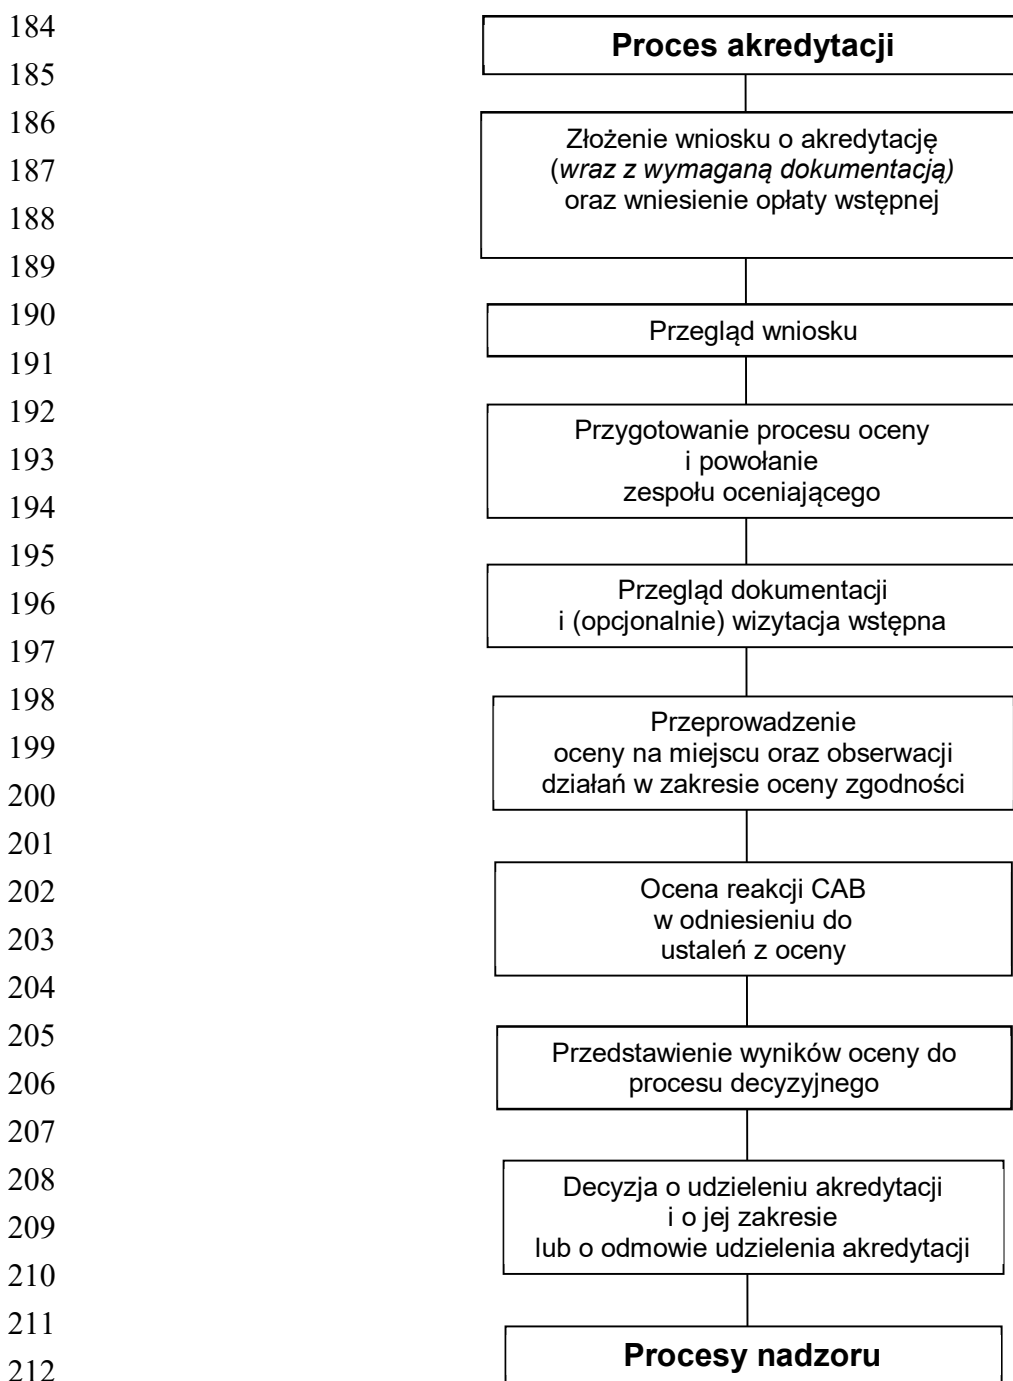 184
Proces akredytacji
185
186
Złożenie wniosku o akredytację
187
(wraz z wymaganą dokumentacją)
188
oraz wniesienie opłaty wstępnej
189
190
Przegląd wniosku
191
192
Przygotowanie procesu oceny
193
i powołanie
194
zespołu oceniającego
195
Przegląd dokumentacji
196
i (opcjonalnie) wizytacja wstępna
197
198
Przeprowadzenie
199
oceny na miejscu oraz obserwacji
200
działań w zakresie oceny zgodności
201
202
Ocena reakcji CAB
203
w odniesieniu do
ustaleń z oceny
204
205
Przedstawienie wyników oceny do
206
procesu decyzyjnego
207
208
Decyzja o udzieleniu akredytacji
209
i o jej zakresie
lub o odmowie udzielenia akredytacji
210
211
Procesy nadzoru
212